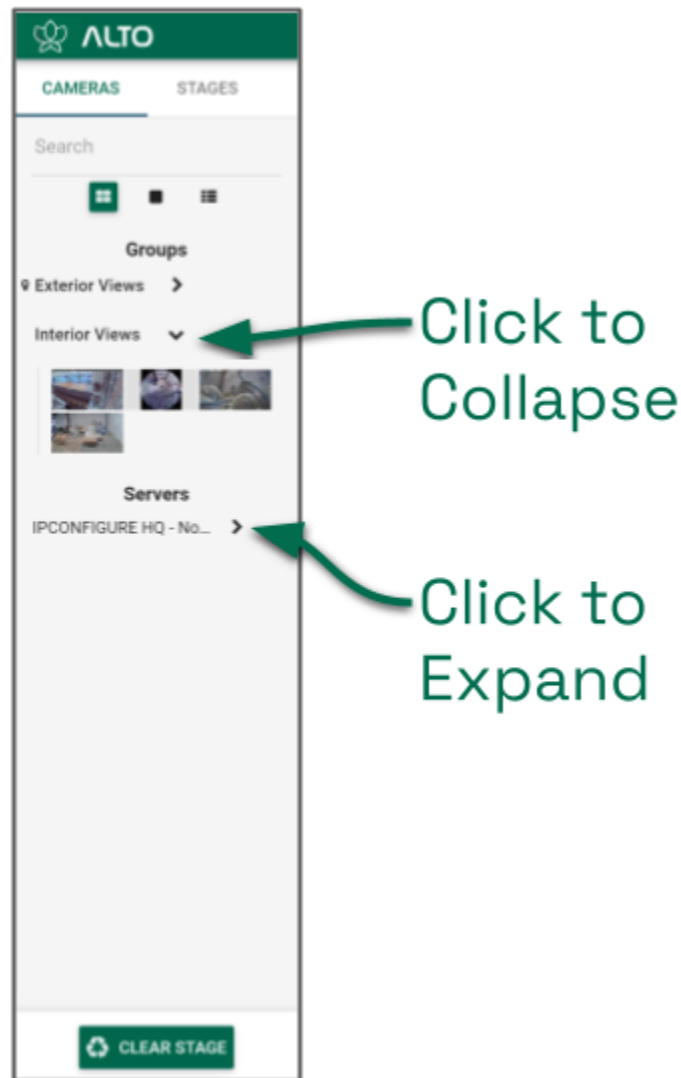 ALTO
CAMERAS STAGES
Search
Groups
Exterior Views
Interior Views
Click to
Collapse
Servers
IPCONFIGURE HQ - No...
Click to
Expand
CLEAR STAGE